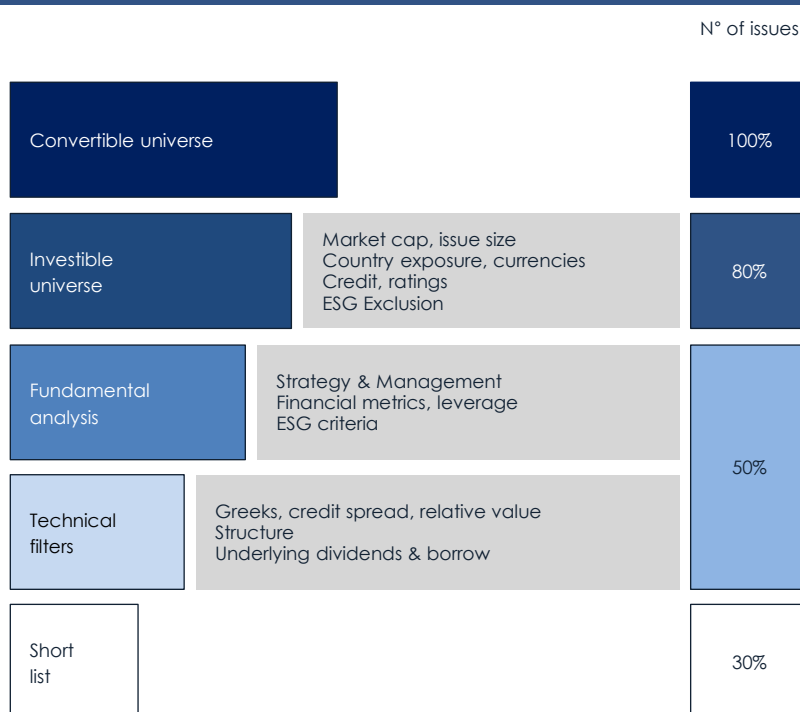 N° of issues
Convertible universe
100%
Investible
universe
Market cap, issue size
Country exposure, currencies
Credit, ratings
ESG Exclusion
80%
Fundamental
analysis
Strategy & Management
Financial metrics, leverage
ESG criteria
50%
Technical
filters
Greeks, credit spread, relative value
Structure
Underlying dividends & borrow
Short
list
30%